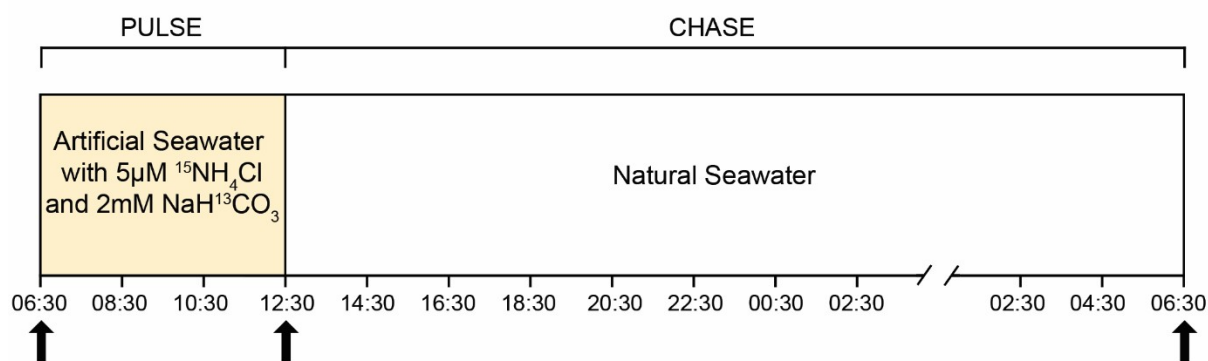 PULSE CHASE
Artificial Seawater
with 5µM ¹⁵NH₄Cl
and 2mM NaH¹³CO₃
Natural Seawater
06:30 08:30 10:30 12:30 14:30 16:30 18:30 20:30 22:30 00:30 02:30 02:30 04:30 06:30